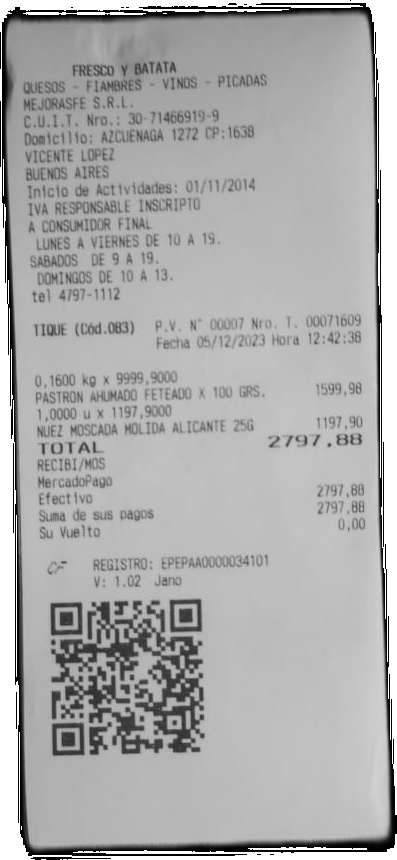 FRESCO Y BATATA
QUESOS - FIAMBRES - VINOS - PICADAS
MEJORASFE S.R.L.
C.U.I.T. Nro.: 30-71466919-9
Domicilio: AZCUENAGA 1272 CP:1638
VICENTE LOPEZ
BUENOS AIRES
Inicio de Actividades: 01/11/2014
IVA RESPONSABLE INSCRIPTO
A CONSUMIDOR FINAL
LUNES A VIERNES DE 10 A 19.
SABADOS DE 9 A 19.
DOMINGOS DE 10 A 13.
tel 4797-1112
TIQUE (Cód.083) P.V. N° 00007 Nro. T. 00071609
Fecha 05/12/2023 Hora 12:42:38
0,1600 kg x 9999,9000
PASTRON AHUMADO FETEADO X 100 GRS. 1599,98
1,0000 u x 1197,9000
NUEZ MOSCADA MOLIDA ALICANTE 25G 1197,90
TOTAL 2797,88
RECIBI/MOS
MercadoPago
Efectivo 2797,88
Suma de sus pagos 2797,88
Su Vuelto 0,00
CF REGISTRO: EPEPAA0000034101
V: 1.02 Jano